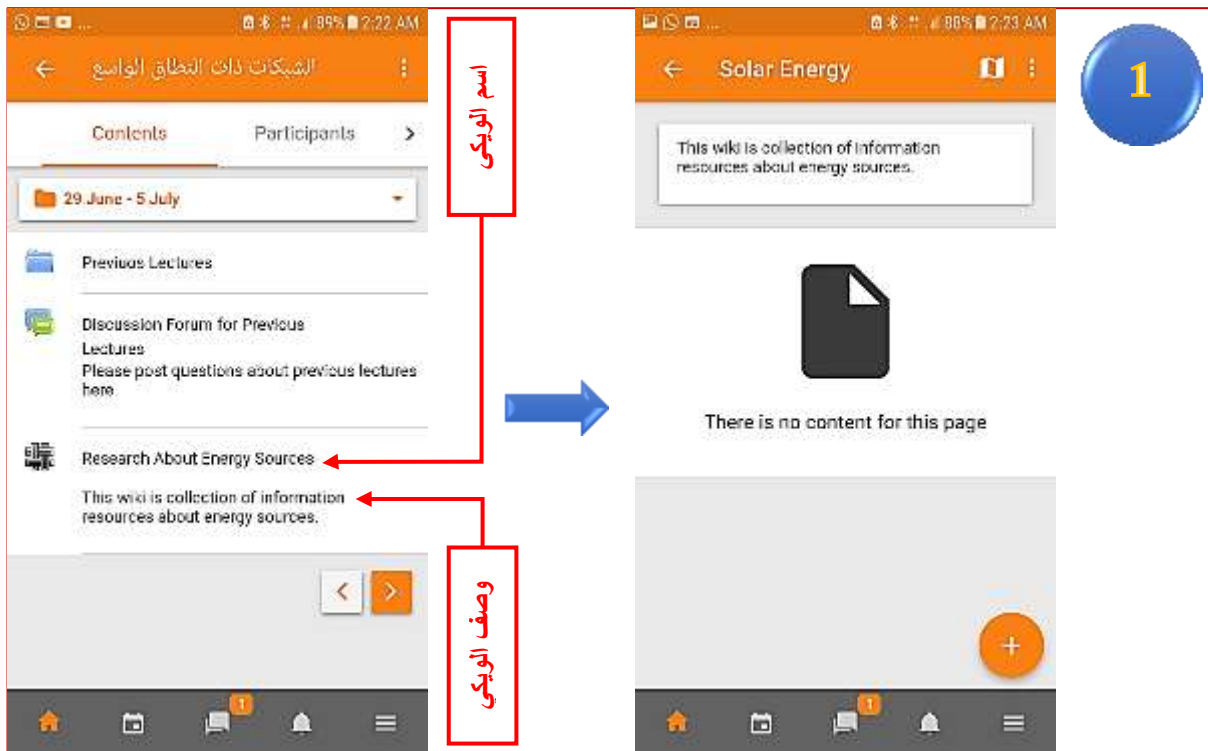 ... 89% 2:22 AM
الشبكات ذات النطاق الواسع
Contents Participants
29 June - 5 July
Previuos Lectures
Discussion Forum for Previous
Lectures
Please post questions about previous lectures
here
Research About Energy Sources
This wiki is collection of information
resources about energy sources.
1
اسم الويكى
وصف الويكي
... 88% 2:23 AM
Solar Energy
This wiki is collection of information
resources about energy sources.
There is no content for this page
1
1